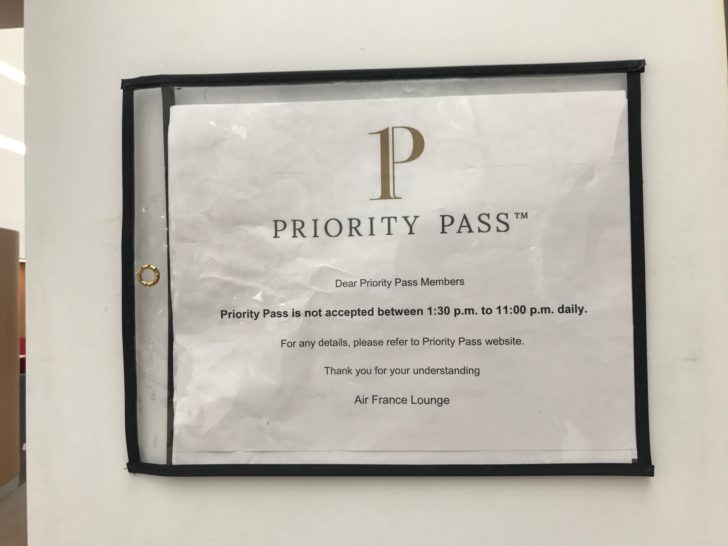 1P
PRIORITY PASS™
Dear Priority Pass Members
Priority Pass is not accepted between 1:30 p.m. to 11:00 p.m. daily.
For any details, please refer to Priority Pass website.
Thank you for your understanding
Air France Lounge